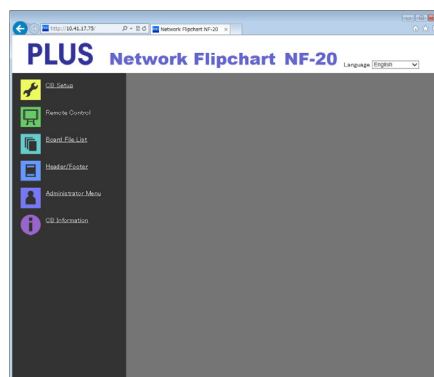 http://10.41.17.75/
Network Flipchart NF-20
PLUS Network Flipchart NF-20
Language English
CB Setup
Remote Control
Board File List
Header/Footer
Administrator Menu
CB Information